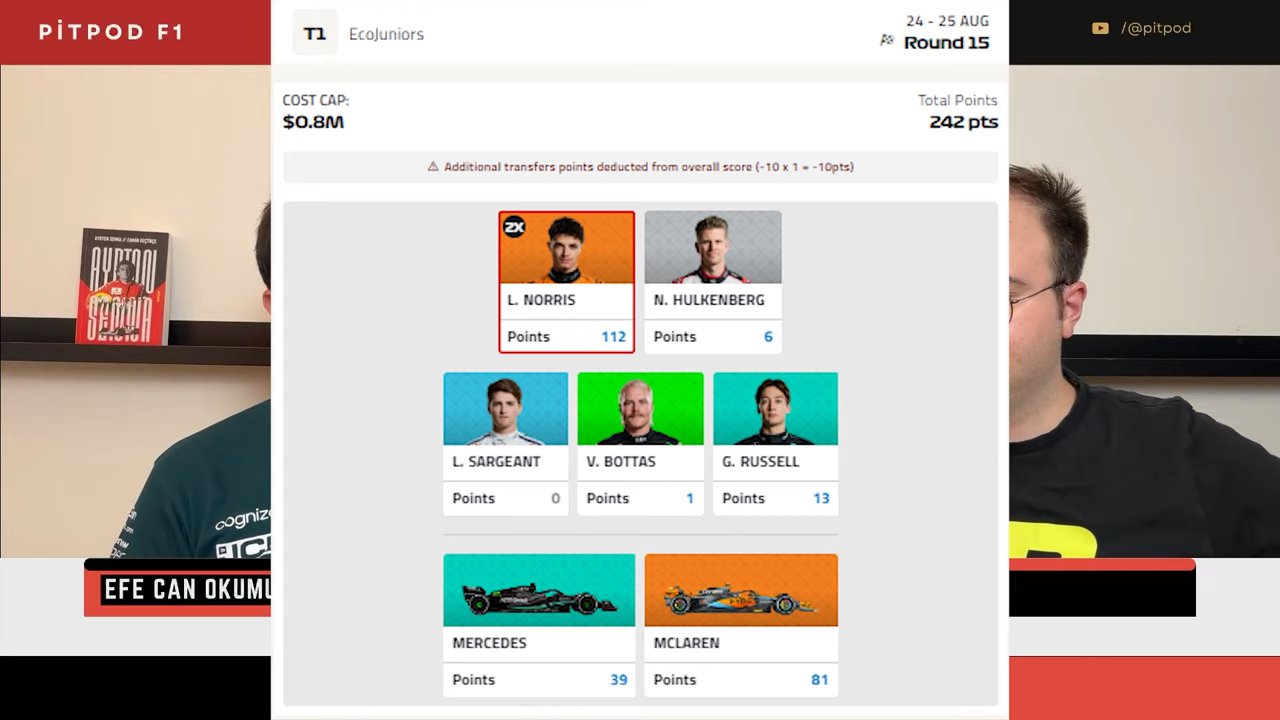 PİTPOD F1
T1
EcoJuniors
24 - 25 AUG
Round 15
/@pitpod
COST CAP:
$0.8M
Total Points
242 pts
Additional transfers points deducted from overall score (-10 x 1 = -10pts)
2X
L. NORRIS
Points 112
N. HULKENBERG
Points 6
L. SARGEANT
Points 0
V. BOTTAS
Points 1
G. RUSSELL
Points 13
MERCEDES
Points 39
MCLAREN
Points 81
AYRTON
SENNA
EFE CAN OKUMU